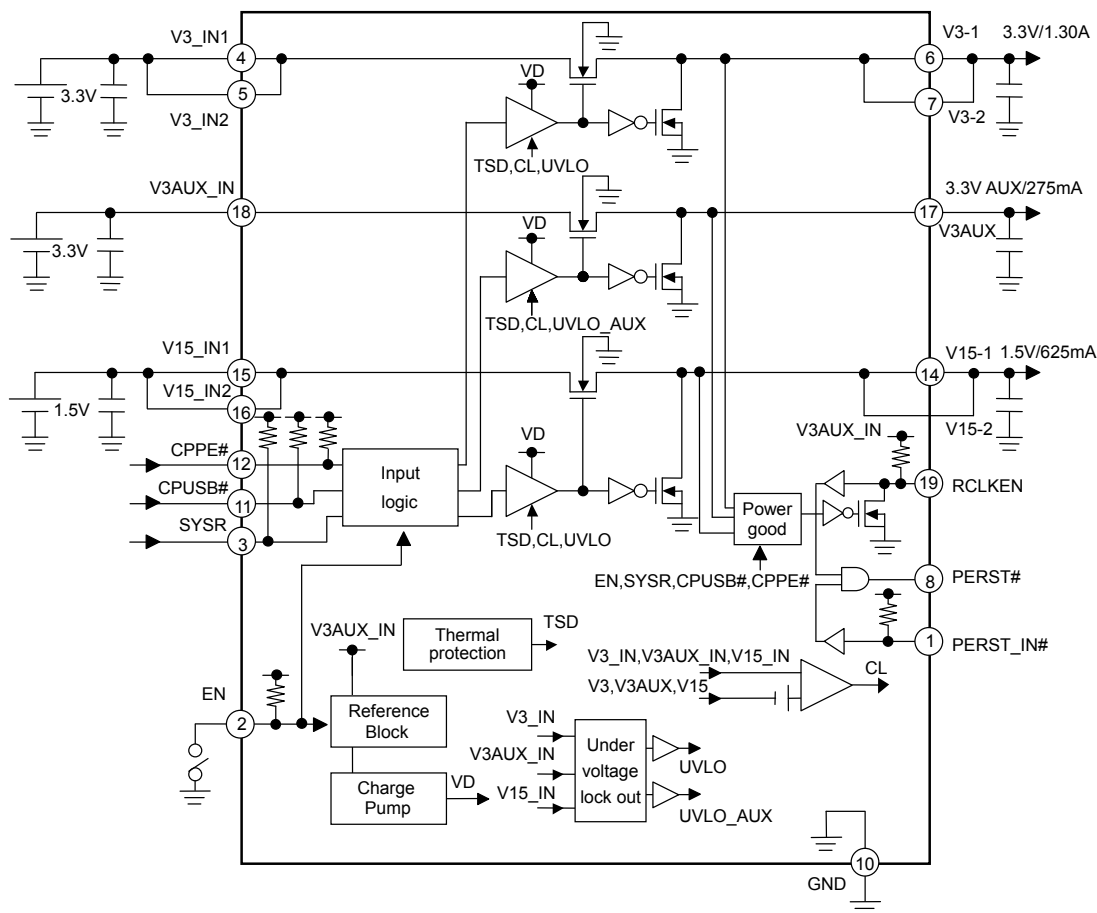 V3_IN1
4
V3-1
3.3V/1.30A
6
VD
3.3V
5
7
V3_IN2
V3-2
TSD,CL,UVLO
V3AUX_IN
3.3V AUX/275mA
18
17
VD
V3AUX
3.3V
TSD,CL,UVLO_AUX
V15_IN1
V15-1
1.5V/625mA
15
14
V15_IN2
1.5V
16
V15-2
VD
V3AUX_IN
CPPE#
12
Input
logic
19
RCLKEN
CPUSB#
11
Power
good
SYSR
3
TSD,CL,UVLO
EN,SYSR,CPUSB#,CPPE#
8
PERST#
V3AUX_IN
Thermal
protection
TSD
1
PERST_IN#
V3_IN,V3AUX_IN,V15_IN
CL
V3,V3AUX,V15
EN
2
Reference
Block
V3_IN
Under
voltage
lock out
UVLO
V3AUX_IN
Charge
Pump
VD
V15_IN
UVLO_AUX
10
GND